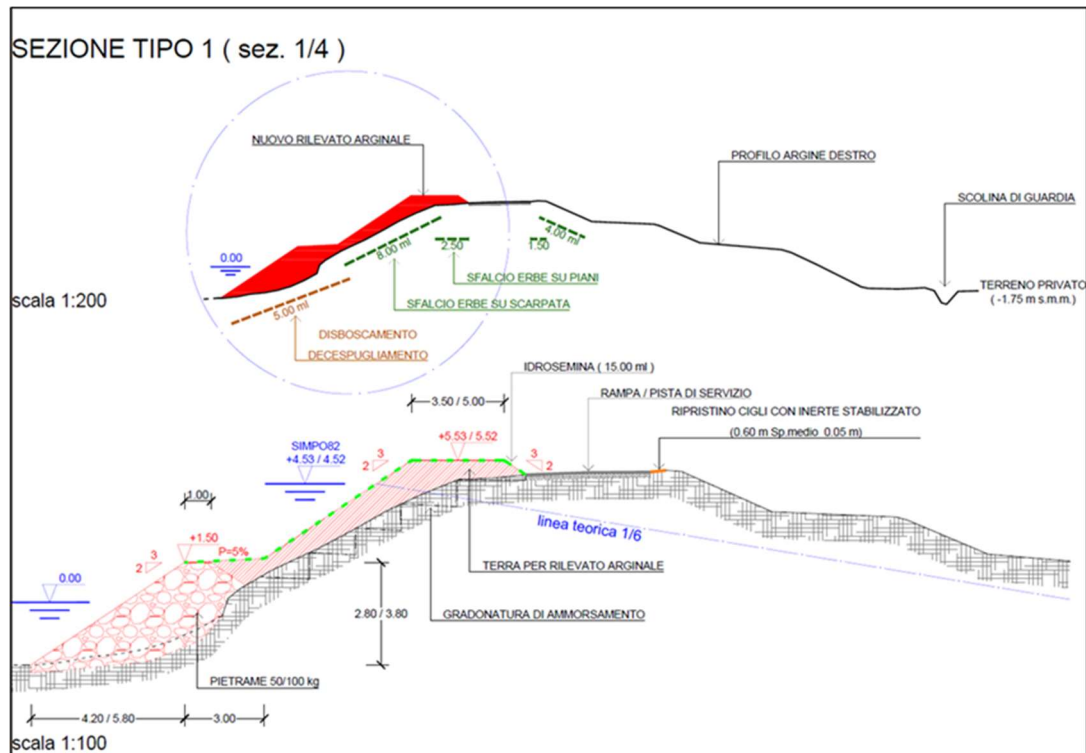 SEZIONE TIPO 1 ( sez. 1/4 )
NUOVO RILEVATO ARGINALE
PROFILO ARGINE DESTRO
SCOLINA DI GUARDIA
0.00
8.00 ml
2.50
1.50
4.00 ml
SFALCIO ERBE SU PIANI
SFALCIO ERBE SU SCARPATA
TERRENO PRIVATO
( -1.75 m s.m.m.)
scala 1:200
5.00 ml
DISBOSCAMENTO
DECESPUGLIAMENTO
IDROSEMINA ( 15.00 ml )
3.50 / 5.00
RAMPA / PISTA DI SERVIZIO
RIPRISTINO CIGLI CON INERTE STABILIZZATO
(0.60 m Sp.medio 0.05 m)
SIMPO82
+4.53 / 4.52
+5.53 / 5.52
3
2
3
2
1.00
+1.50
P=5%
3
2
linea teorica 1/6
TERRA PER RILEVATO ARGINALE
0.00
2.80 / 3.80
GRADONATURA DI AMMORSAMENTO
PIETRAME 50/100 kg
4.20 / 5.80
3.00
scala 1:100